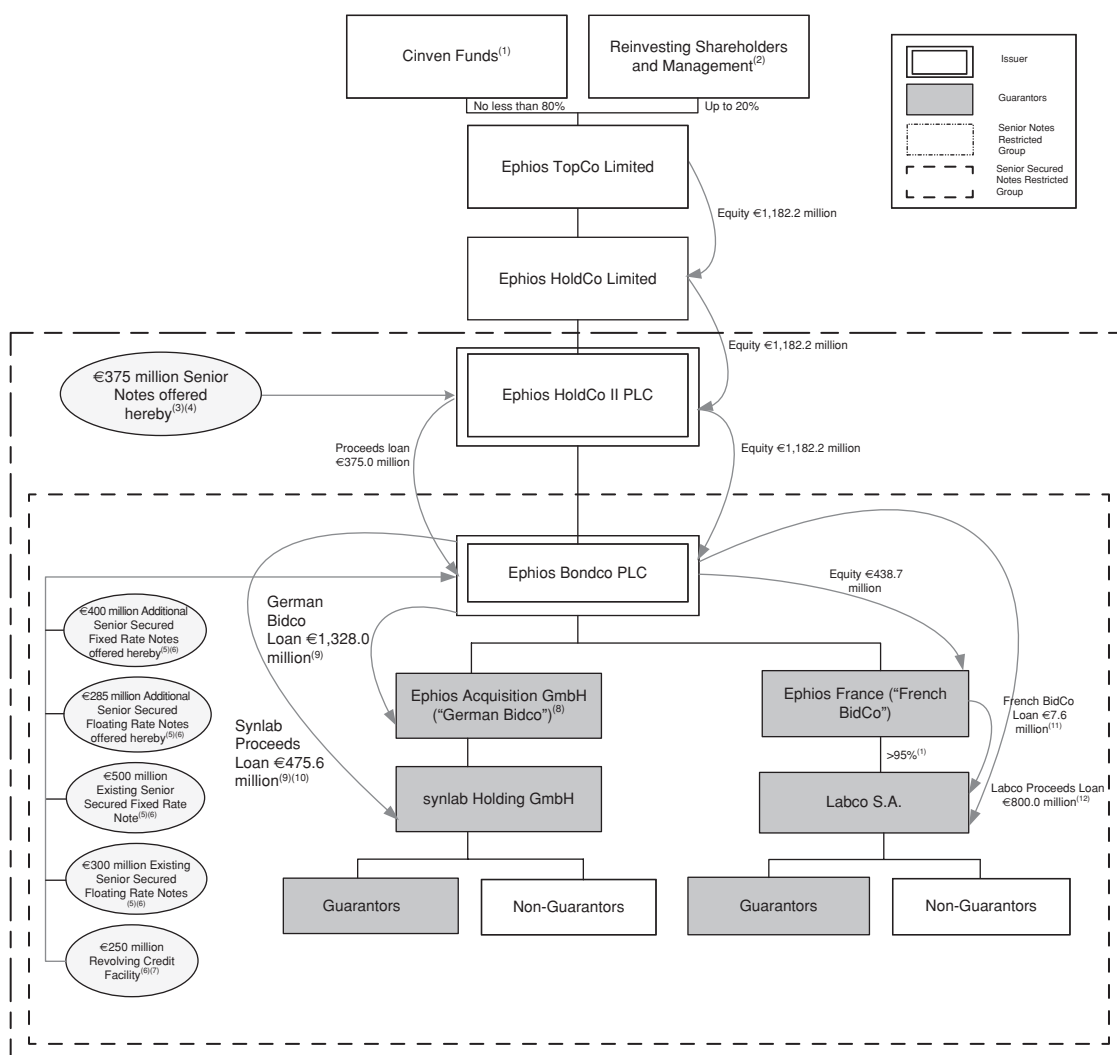 Cinven Funds(1)
Reinvesting Shareholders
and Management(2)
No less than 80%
Up to 20%
Issuer
Guarantors
Senior Notes
Restricted
Group
Senior Secured
Notes Restricted
Group
Ephios TopCo Limited
Equity €1,182.2 million
Ephios HoldCo Limited
Equity €1,182.2 million
€375 million Senior
Notes offered
hereby(3)(4)
Ephios HoldCo II PLC
Proceeds loan
€375.0 million
Equity €1,182.2 million
Ephios Bondco PLC
Equity €438.7
million
German
Bidco
Loan €1,328.0
million(9)
€400 million Additional
Senior Secured
Fixed Rate Notes
offered hereby(5)(6)
€285 million Additional
Senior Secured
Floating Rate Notes
offered hereby(5)(6)
€500 million
Existing Senior
Secured Fixed Rate
Note(5)(6)
€300 million Existing
Senior Secured
Floating Rate Notes
(5)(6)
€250 million
Revolving Credit
Facility(6)(7)
Synlab
Proceeds
Loan €475.6
million(9)(10)
Ephios Acquisition GmbH
("German Bidco")(8)
Ephios France ("French
BidCo")
French BidCo
Loan €7.6
million(11)
>95%(1)
synlab Holding GmbH
Labco S.A.
Labco Proceeds Loan
€800.0 million(12)
Guarantors
Non-Guarantors
Guarantors
Non-Guarantors